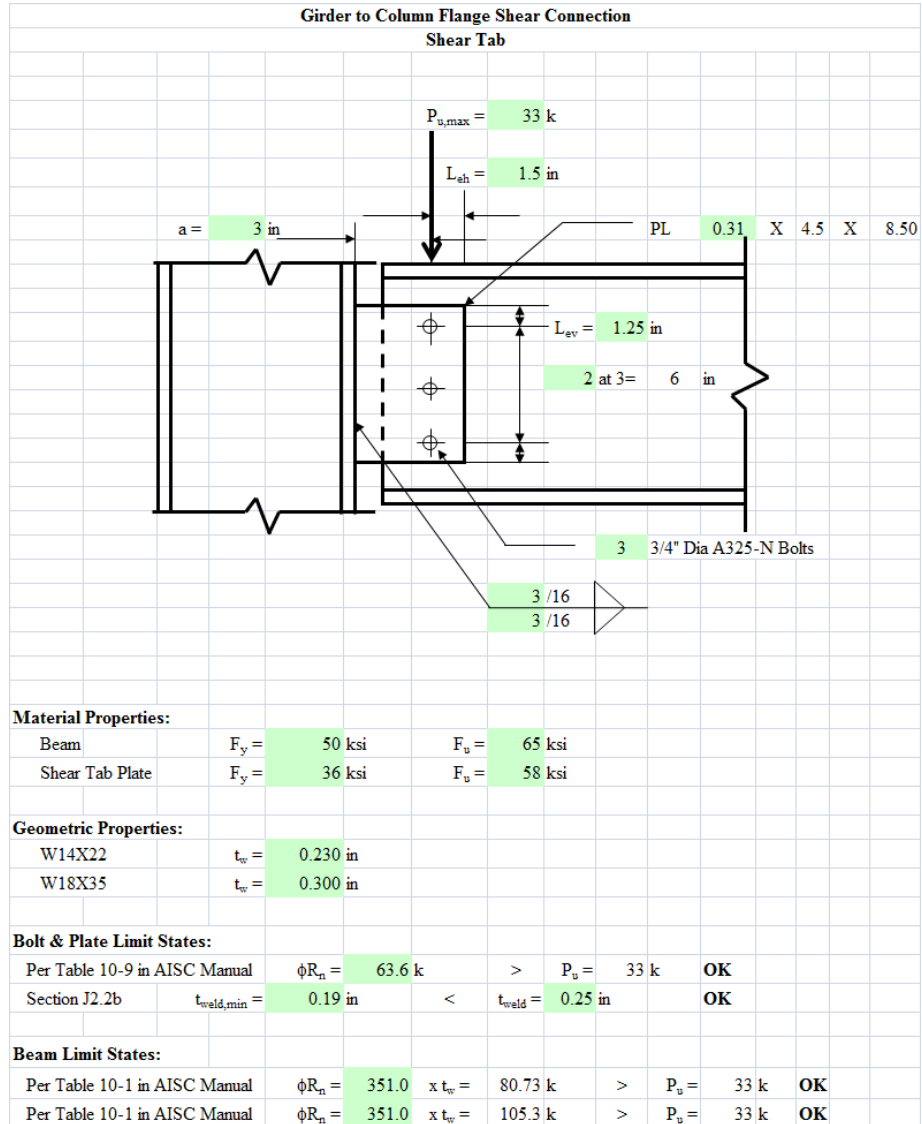 Girder to Column Flange Shear Connection
Shear Tab
Pu,max = 33 k
Leh = 1.5 in
a = 3 in
PL 0.31 X 4.5 X 8.50
Lev = 1.25 in
2 at 3= 6 in
3 3/4" Dia A325-N Bolts
3 /16
3 /16
Material Properties:
Beam Fy = 50 ksi Fu = 65 ksi
Shear Tab Plate Fy = 36 ksi Fu = 58 ksi
Geometric Properties:
W14X22 tw = 0.230 in
W18X35 tw = 0.300 in
Bolt & Plate Limit States:
Per Table 10-9 in AISC Manual ϕRn = 63.6 k > Pu = 33 k OK
Section J2.2b tweld,min = 0.19 in < tweld = 0.25 in OK
Beam Limit States:
Per Table 10-1 in AISC Manual ϕRn = 351.0 x tw = 80.73 k > Pu = 33 k OK
Per Table 10-1 in AISC Manual ϕRn = 351.0 x tw = 105.3 k > Pu = 33 k OK